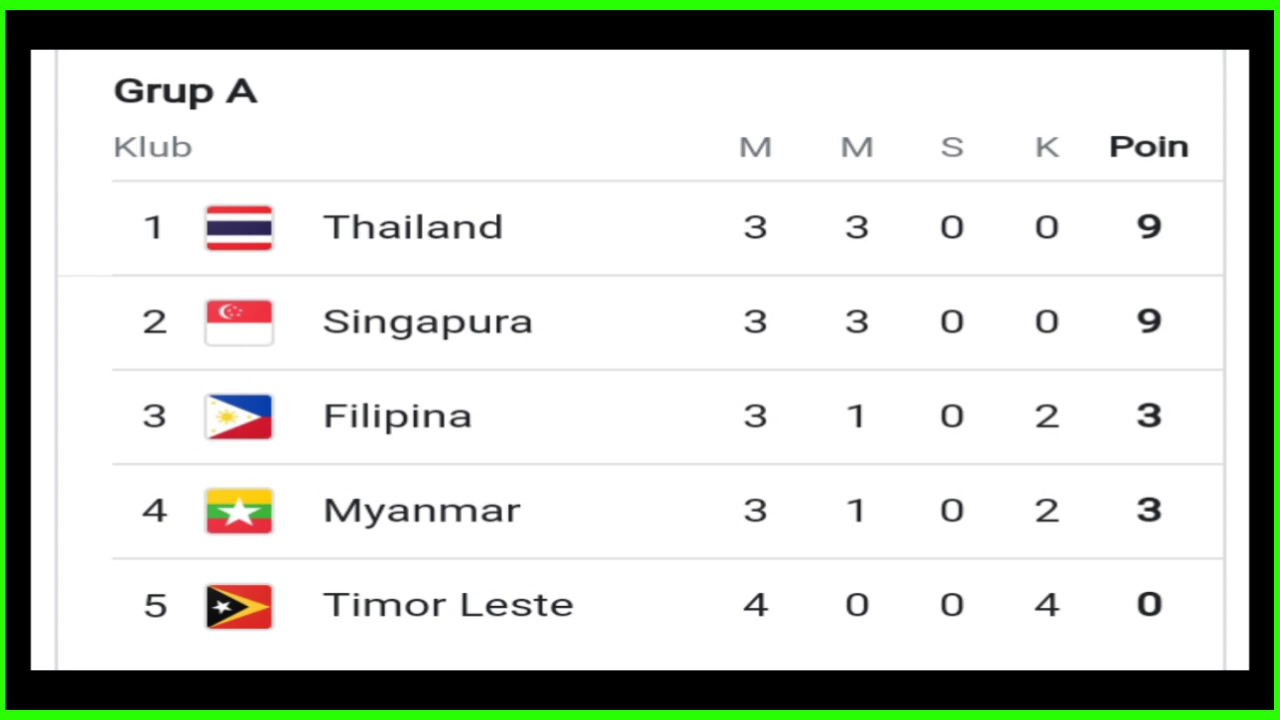 Grup A
Klub M M S K Poin
1 Thailand 3 3 0 0 9
2 Singapura 3 3 0 0 9
3 Filipina 3 1 0 2 3
4 Myanmar 3 1 0 2 3
5 Timor Leste 4 0 0 4 0